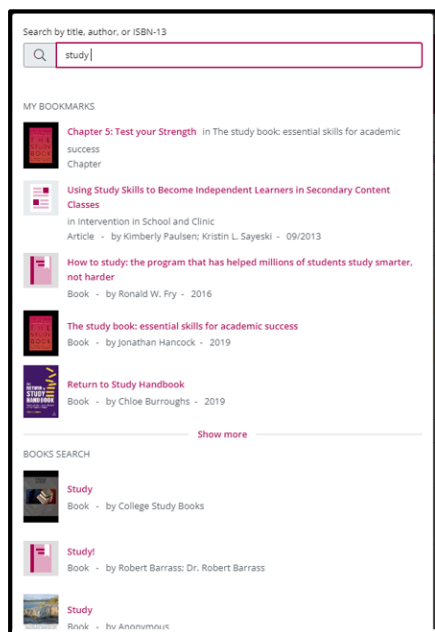 Search by title, author, or ISBN-13
study
MY BOOKMARKS
Chapter 5: Test your Strength in The study book: essential skills for academic
success
Chapter
Using Study Skills to Become Independent Learners in Secondary Content
Classes
in Intervention in School and Clinic
Article - by Kimberly Paulsen; Kristin L. Sayeski - 09/2013
How to study: the program that has helped millions of students study smarter,
not harder
Book - by Ronald W. Fry - 2016
The study book: essential skills for academic success
Book - by Jonathan Hancock - 2019
STUDY
HANDBOOK
Return to Study Handbook
Book - by Chloe Burroughs - 2019
Show more
BOOKS SEARCH
Study
Book - by College Study Books
Study!
Book - by Robert Barrass; Dr. Robert Barrass
Study
Book - by Anonymous